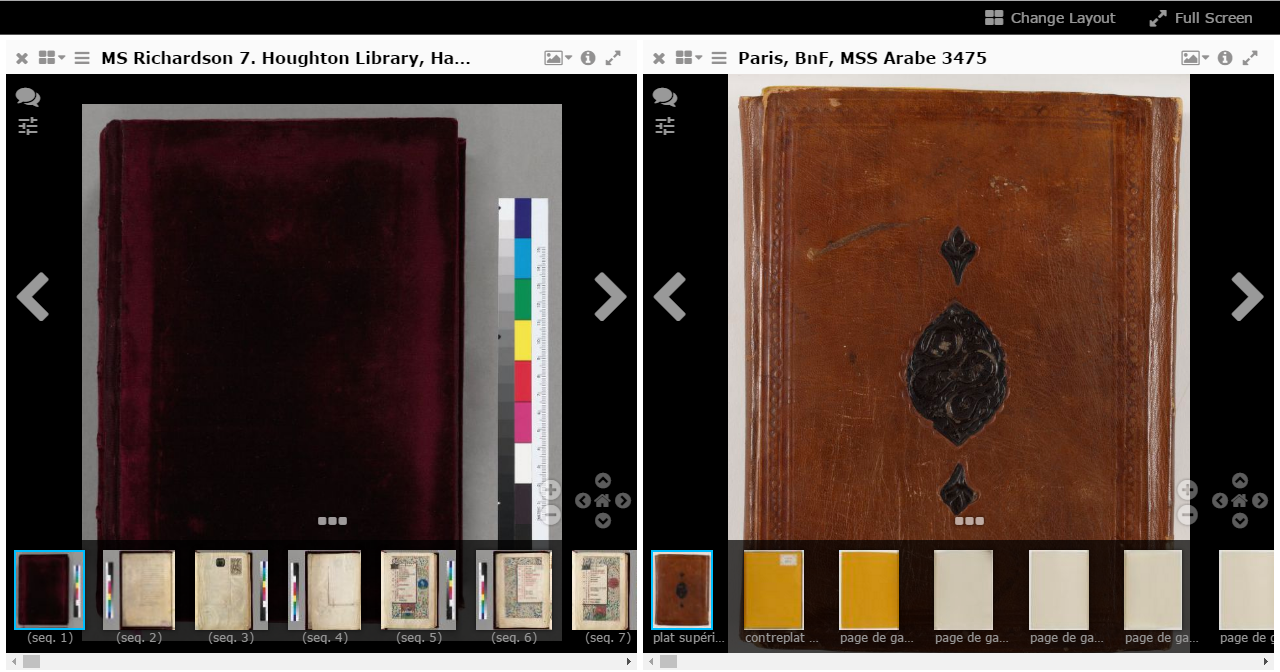 Change Layout
Full Screen
MS Richardson 7. Houghton Library, Ha...
Paris, BnF, MSS Arabe 3475
(seq. 1)
(seq. 2)
(seq. 3)
(seq. 4)
(seq. 5)
(seq. 6)
(seq. 7)
plat supéri...
contreplat ...
page de ga...
page de ga...
page de ga...
page de ga...
page de g